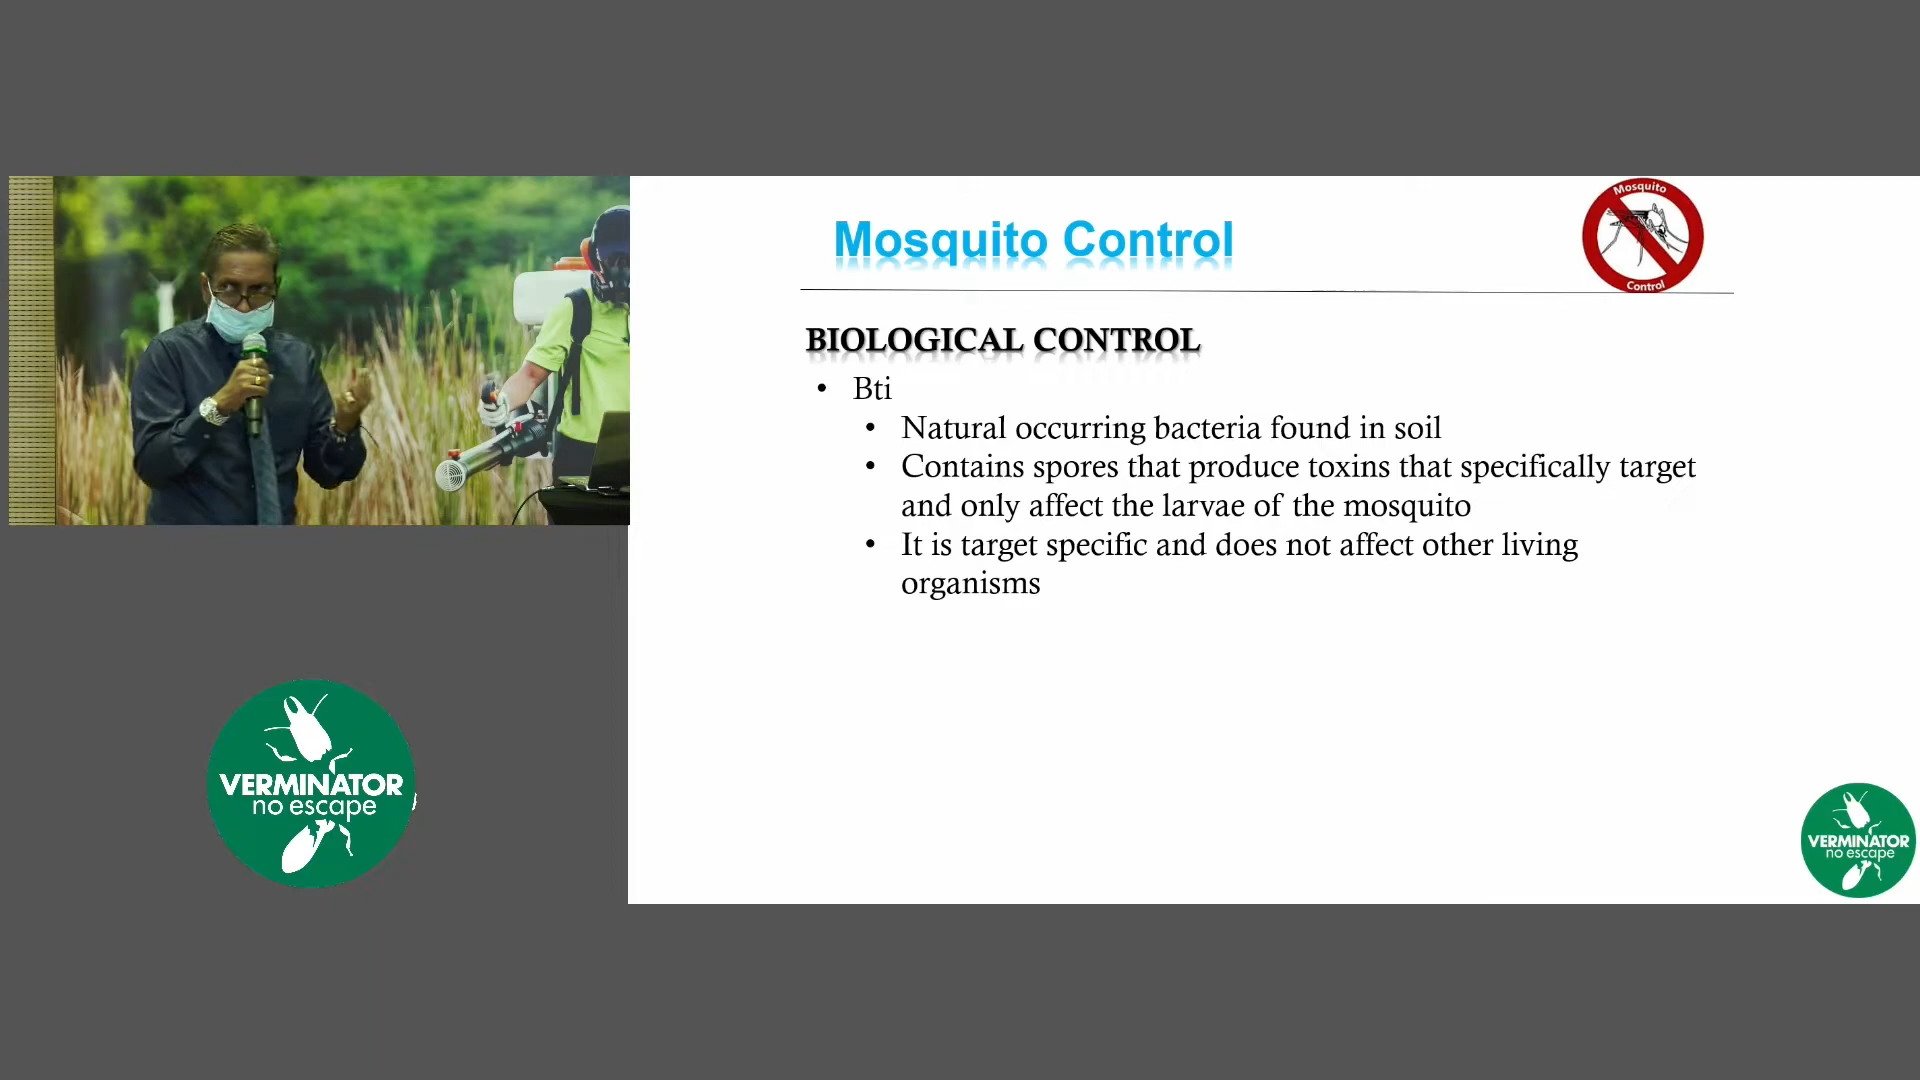 Mosquito Control
Mosquito
Control
BIOLOGICAL CONTROL
• Bti
• Natural occurring bacteria found in soil
• Contains spores that produce toxins that specifically target
and only affect the larvae of the mosquito
• It is target specific and does not affect other living
organisms
VERMINATOR
no escape
VERMINATOR
no escape